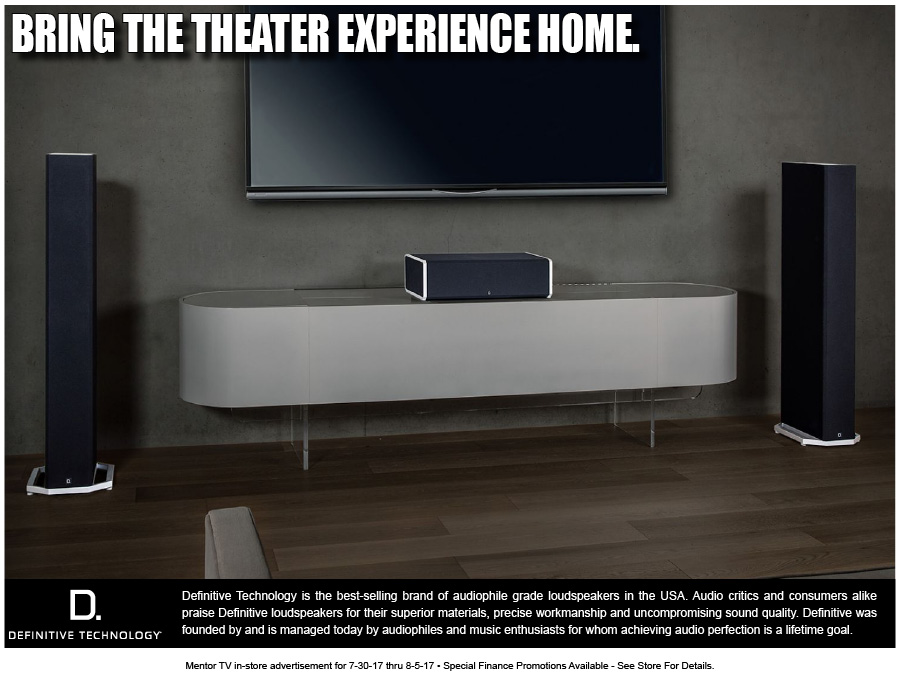 BRING THE THEATER EXPERIENCE HOME.
D.
DEFINITIVE TECHNOLOGY
Definitive Technology is the best-selling brand of audiophile grade loudspeakers in the USA. Audio critics and consumers alike
praise Definitive loudspeakers for their superior materials, precise workmanship and uncompromising sound quality. Definitive was
founded by and is managed today by audiophiles and music enthusiasts for whom achieving audio perfection is a lifetime goal.
Mentor TV in-store advertisement for 7-30-17 thru 8-5-17 • Special Finance Promotions Available - See Store For Details.